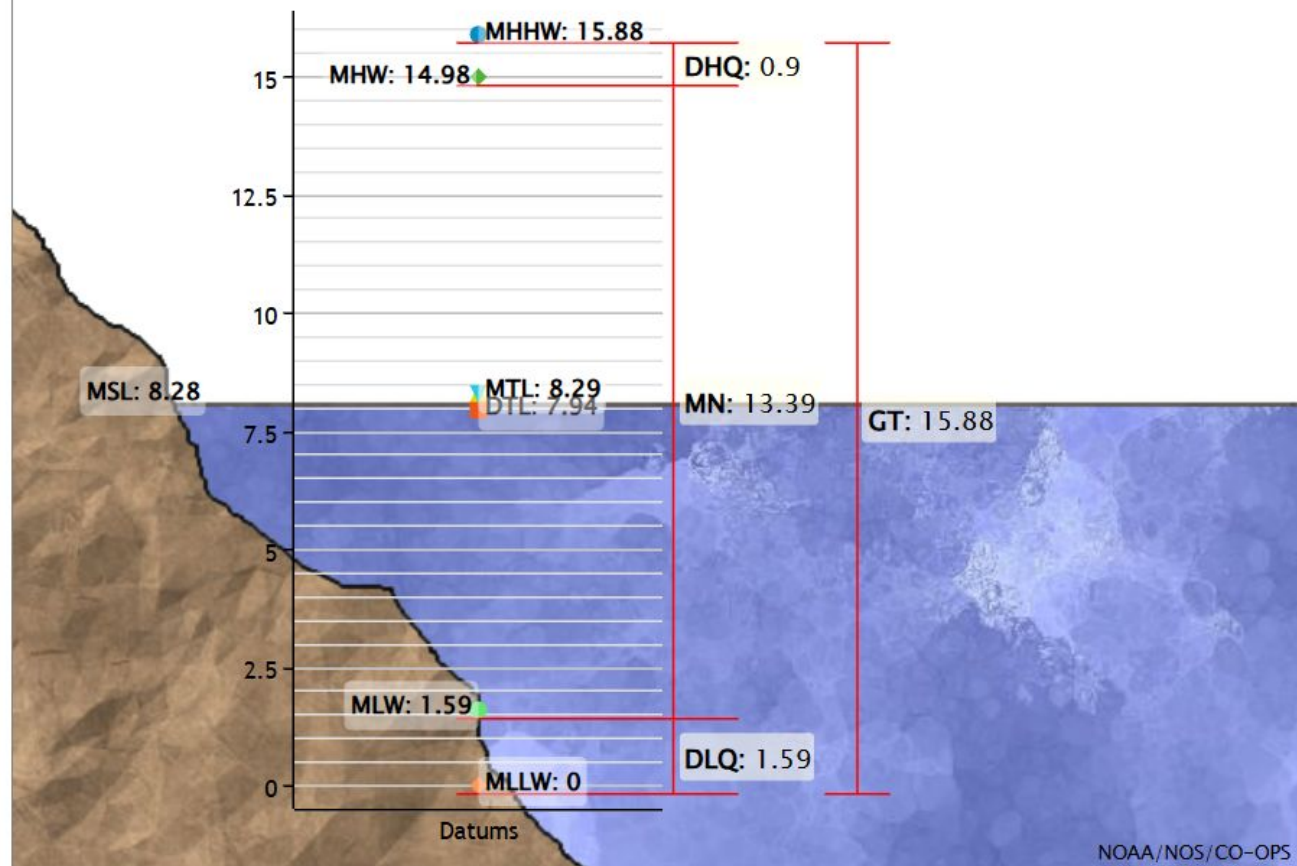 MHHW: 15.88
DHQ: 0.9
MHW: 14.98
15
12.5
10
MSL: 8.28
MTL: 8.29
DTL: 7.94
MN: 13.39
GT: 15.88
7.5
5
2.5
MLW: 1.59
DLQ: 1.59
MLLW: 0
0
Datums
NOAA/NOS/CO-OPS